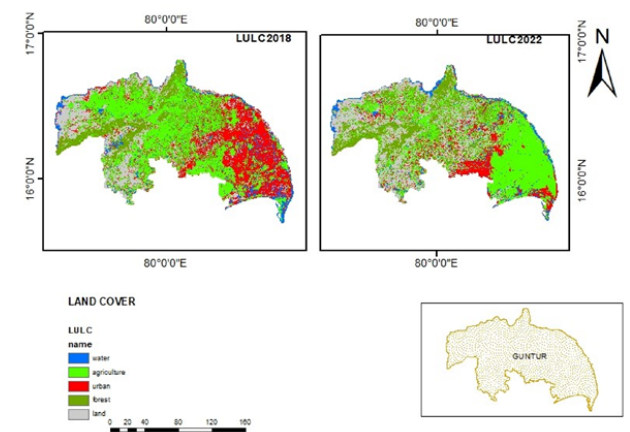 80°0'0"E
80°0'0"E
LULC2018
LULC2022
N
17°0'0"N
17°0'0"N
16°0'0"N
16°0'0"N
80°0'0"E
80°0'0"E
LAND COVER
LULC
name
water
agriculture
urban
forest
land
0 20 40 80 120 160
GUNTUR